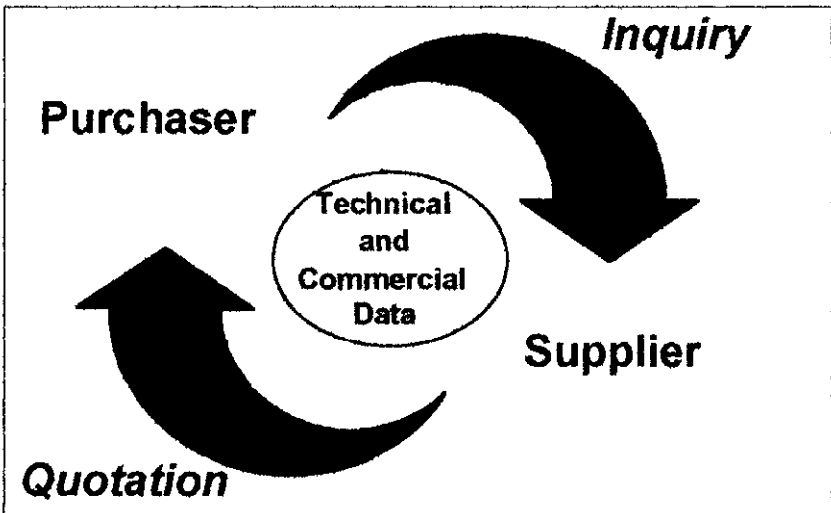 Inquiry
Purchaser
Technical
and
Commercial
Data
Supplier
Quotation